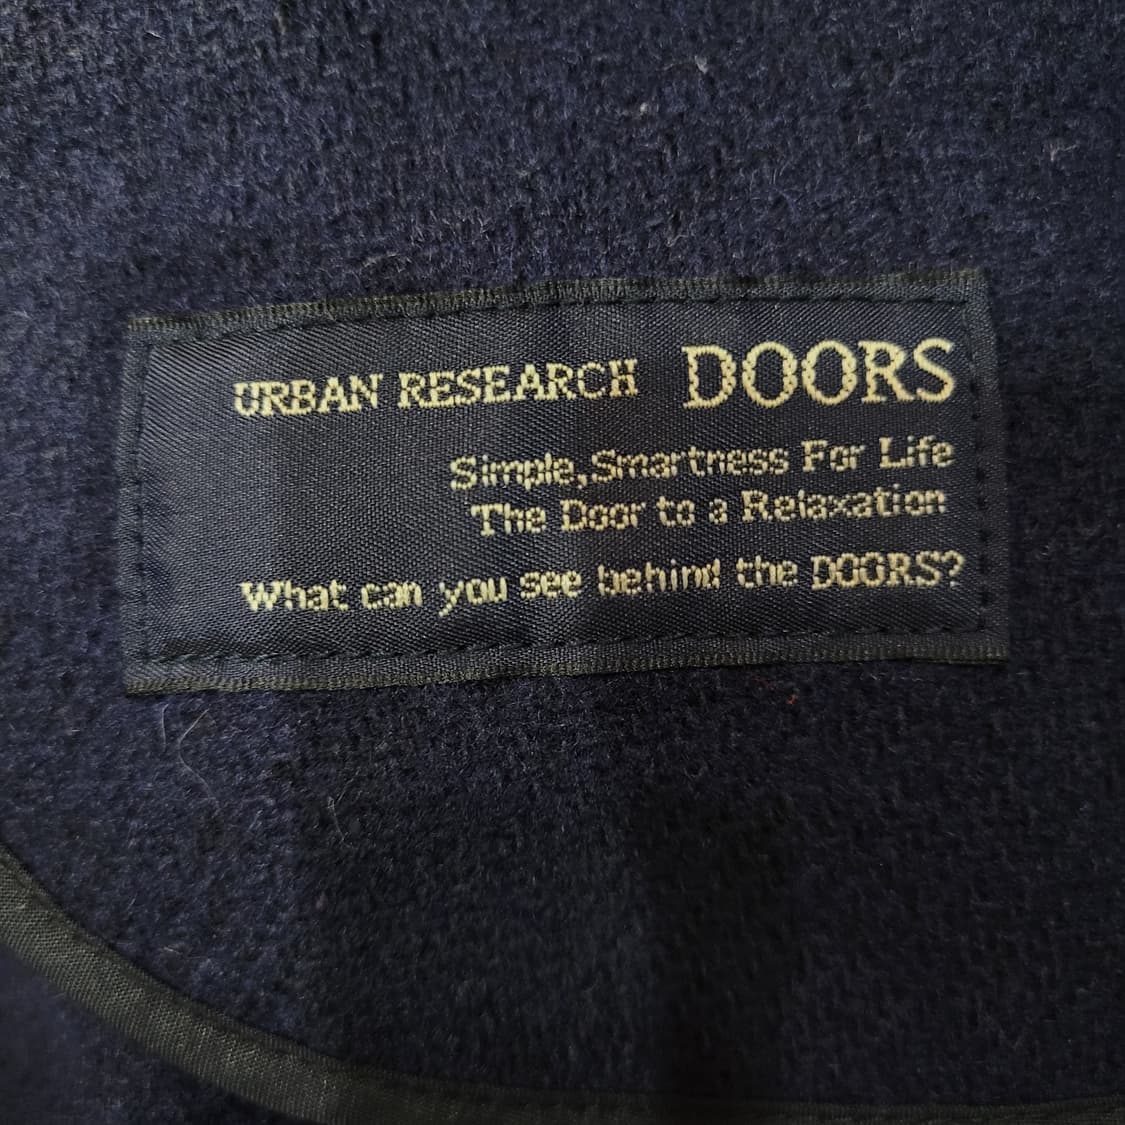 URBAN RESEARCH DOORS
Simple,Smartness For Life
The Door to a Relaxation
What can you see behind the DOORS?